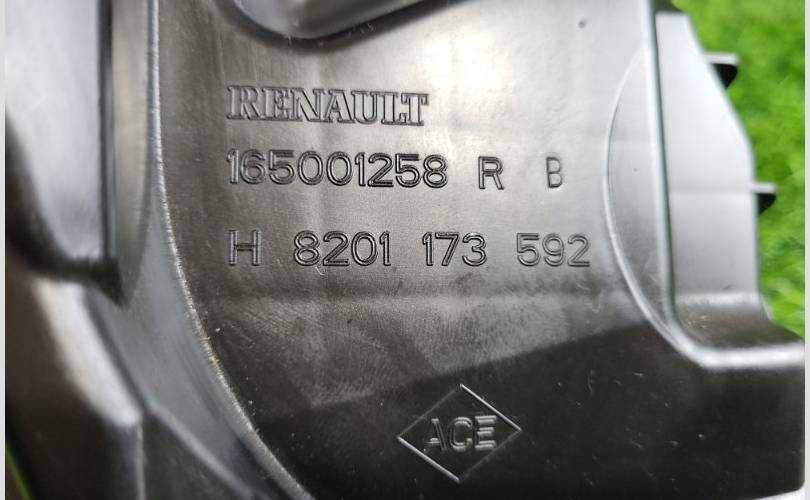 RENAULT
165001258 R B
H 8201 173 592
ACE